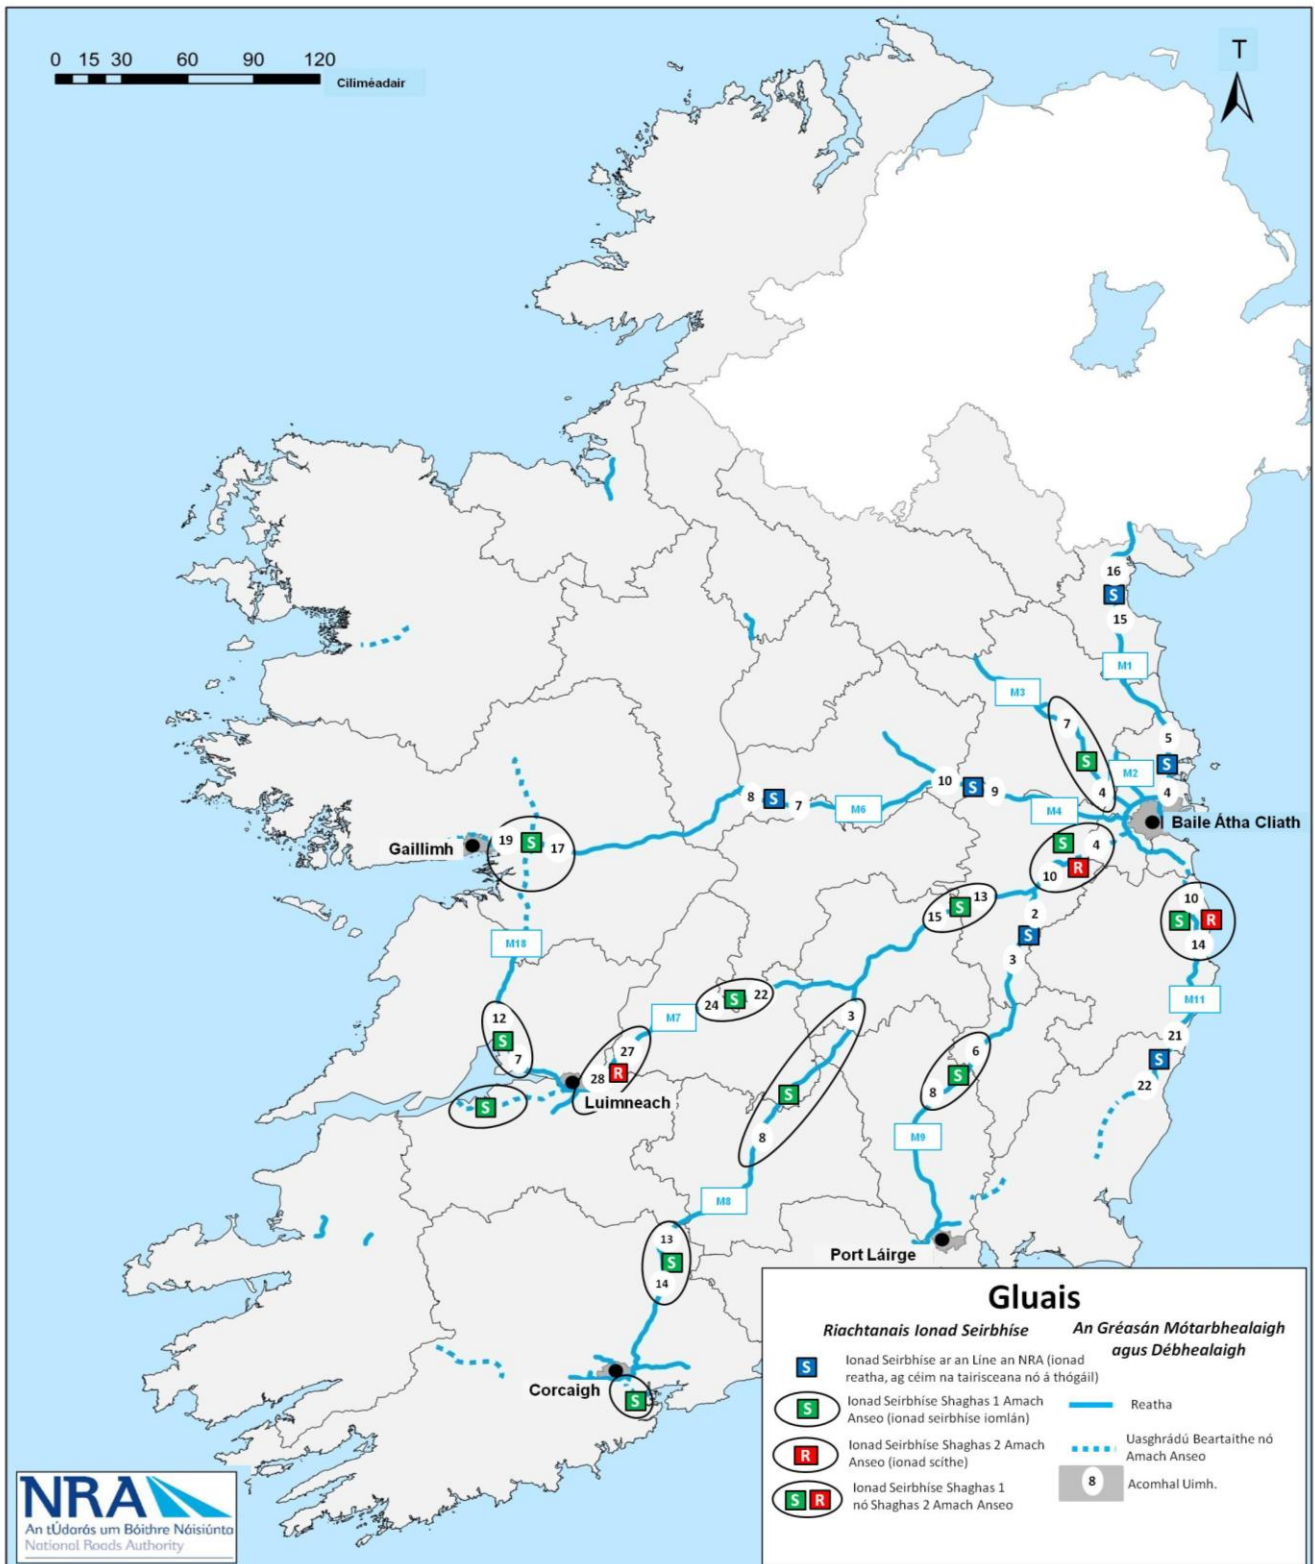 0 15 30 60 90 120
Ciliméadair
T
16
S
15
M1
M3
7
5
S
S
M2
4
4
10
S
9
8
S
7
M6
M4
Baile Átha Cliath
Gaillimh
19
S
17
S
4
10
R
13
S
15
2
S
3
10
S
R
14
M18
M11
22
S
24
M7
12
S
7
3
27
R
28
Luimneach
S
21
S
22
6
S
8
S
8
M9
M8
13
S
14
Port Láirge
Corcaigh
S
Gluais
Riachtanais Ionad Seirbhíse
An Gréasán Mótarbhealaigh
agus Débhealaigh
S
Ionad Seirbhíse ar an Líne an NRA (ionad
reatha, ag céim na tairisceana nó á thógáil)
S
Ionad Seirbhíse Shaghas 1 Amach
Anseo (ionad seirbhíse iomlán)
R
Ionad Seirbhíse Shaghas 2 Amach
Anseo (ionad scíthe)
S R
Ionad Seirbhíse Shaghas 1
nó Shaghas 2 Amach Anseo
Reatha
Uasghrádú Beartaithe nó
Amach Anseo
8
Acomhal Uimh.
NRA
An tÚdarás um Bóithre Náisiúnta
National Roads Authority